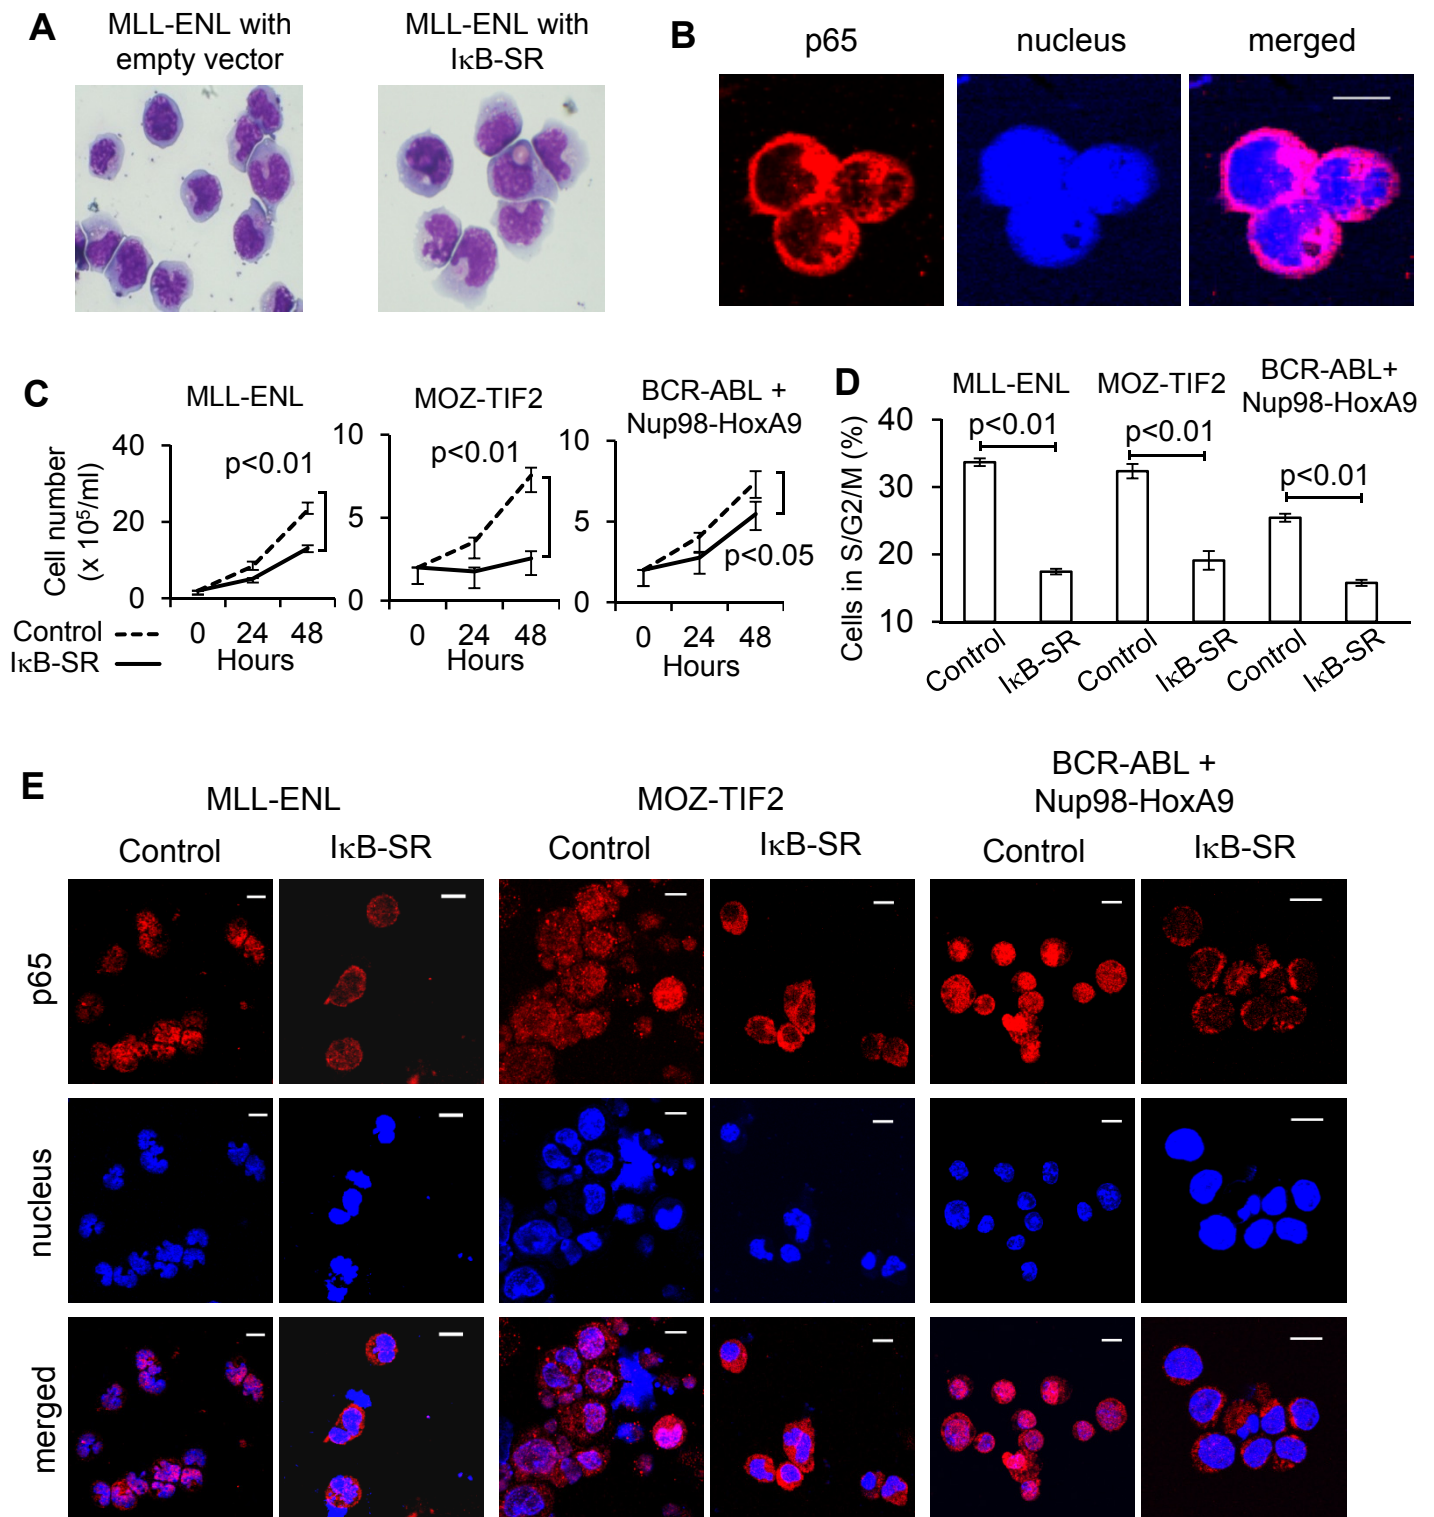 A
MLL-ENL with
empty vector
MLL-ENL with
IκB-SR
B
p65
nucleus
merged
C
MLL-ENL
MOZ-TIF2
BCR-ABL +
Nup98-HoxA9
Cell number
(x 10⁵/ml)
40
20
0
p<0.01
0
24
48
Hours
10
5
0
p<0.01
0
24
48
Hours
10
5
0
p<0.05
0
24
48
Hours
Control
IκB-SR
D
MLL-ENL
MOZ-TIF2
BCR-ABL+
Nup98-HoxA9
Cells in S/G2/M (%)
40
30
20
10
p<0.01
p<0.01
p<0.01
Control
IκB-SR
Control
IκB-SR
Control
IκB-SR
E
MLL-ENL
MOZ-TIF2
BCR-ABL +
Nup98-HoxA9
Control
IκB-SR
Control
IκB-SR
Control
IκB-SR
p65
nucleus
merged